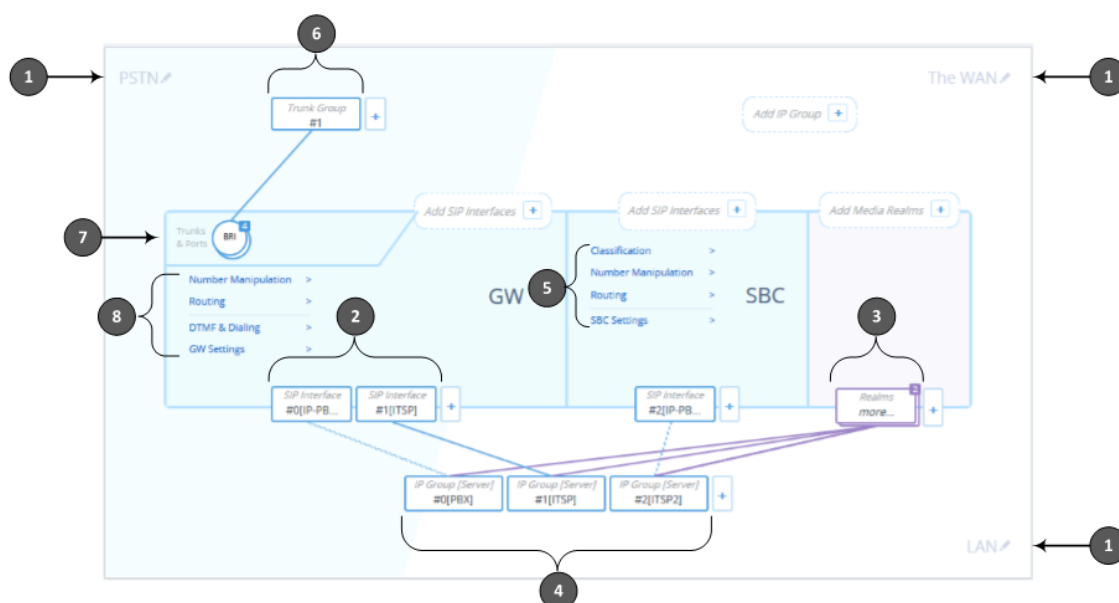 6
1
PSTN
The WAN
1
Trunk Group
#1
+
Add IP Group +
Add SIP Interfaces +
Add SIP Interfaces +
Add Media Realms +
7
Trunks
& Ports
BRI
4
8
Number Manipulation >
Routing >
DTMF & Dialing >
GW Settings >
GW
5
Classification >
Number Manipulation >
Routing >
SBC Settings >
SBC
2
3
SIP Interface
#0[IP-PB...
SIP Interface
#1[ITSP]
+
SIP Interface
#2[IP-PB...
+
2
Realms
more...
+
IP Group [Server]
#0[PBX]
IP Group [Server]
#1[ITSP]
IP Group [Server]
#2[ITSP2]
+
LAN
1
4